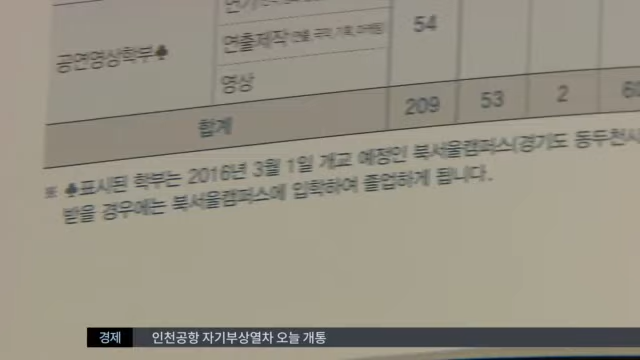 연기
공연영상학부♠
연출제작
54
영상
합계 209 53 2 60
※ ♠표시된 학부는 2016년 3월 1일 개교 예정인 북서울캠퍼스(경기도 동두천시
받을 경우에는 북서울캠퍼스에 입학하여 졸업하게 됩니다.
경제 인천공항 자기부상열차 오늘 개통